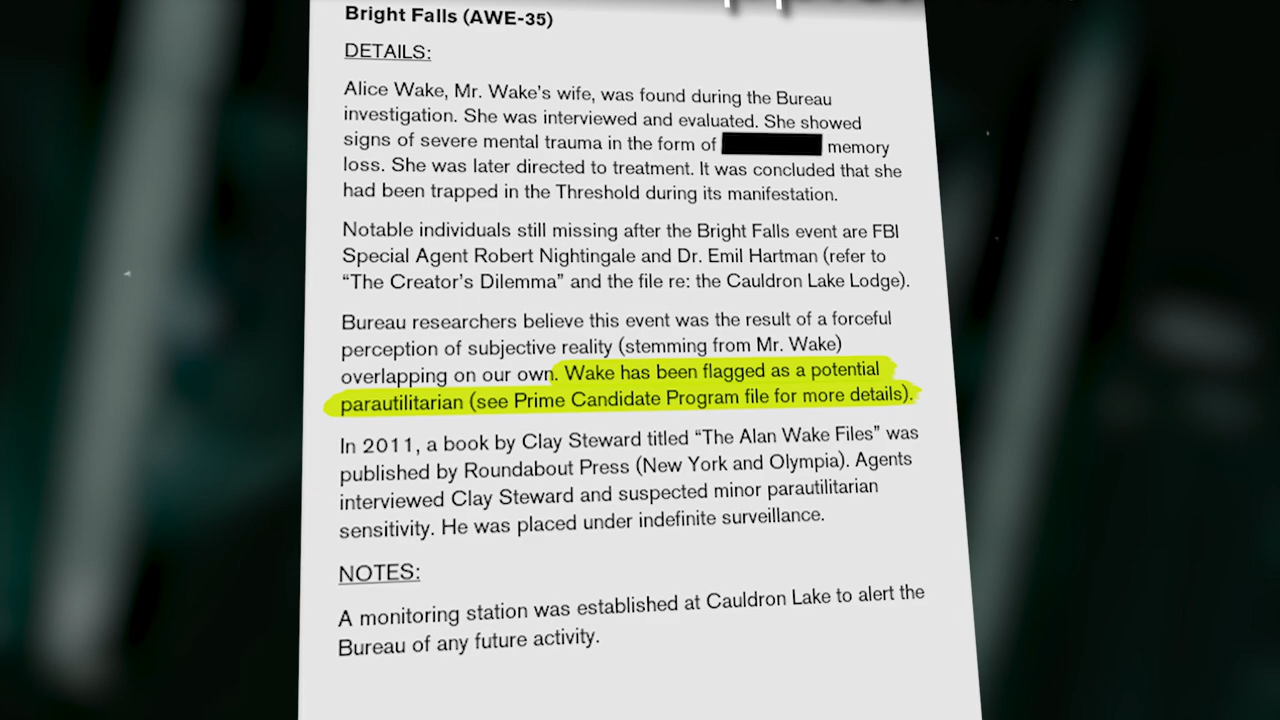 Bright Falls (AWE-35)
DETAILS:
Alice Wake, Mr. Wake's wife, was found during the Bureau
investigation. She was interviewed and evaluated. She showed
signs of severe mental trauma in the form of memory
loss. She was later directed to treatment. It was concluded that she
had been trapped in the Threshold during its manifestation.
Notable individuals still missing after the Bright Falls event are FBI
Special Agent Robert Nightingale and Dr. Emil Hartman (refer to
“The Creator's Dilemma” and the file re: the Cauldron Lake Lodge).
Bureau researchers believe this event was the result of a forceful
perception of subjective reality (stemming from Mr. Wake)
overlapping on our own. Wake has been flagged as a potential
parautilitarian (see Prime Candidate Program file for more details).
In 2011, a book by Clay Steward titled “The Alan Wake Files” was
published by Roundabout Press (New York and Olympia). Agents
interviewed Clay Steward and suspected minor parautilitarian
sensitivity. He was placed under indefinite surveillance.
NOTES:
A monitoring station was established at Cauldron Lake to alert the
Bureau of any future activity.